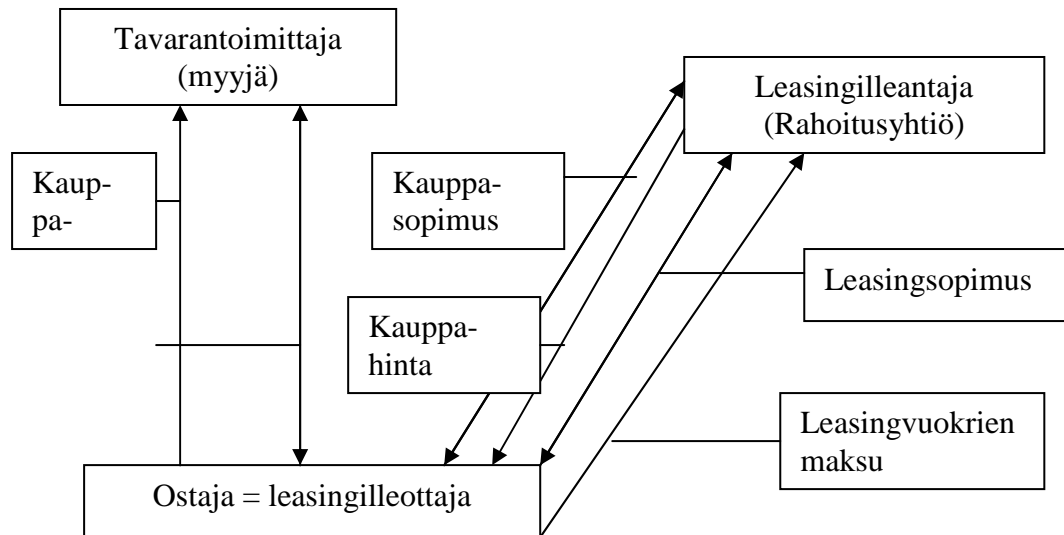 Tavarantoimittaja
(myyjä)
Leasingilleantaja
(Rahoitusyhtiö)
Kaup-
pa-
Kauppa-
sopimus
Leasingsopimus
Kauppa-
hinta
Leasingvuokrien
maksu
Ostaja = leasingilleottaja